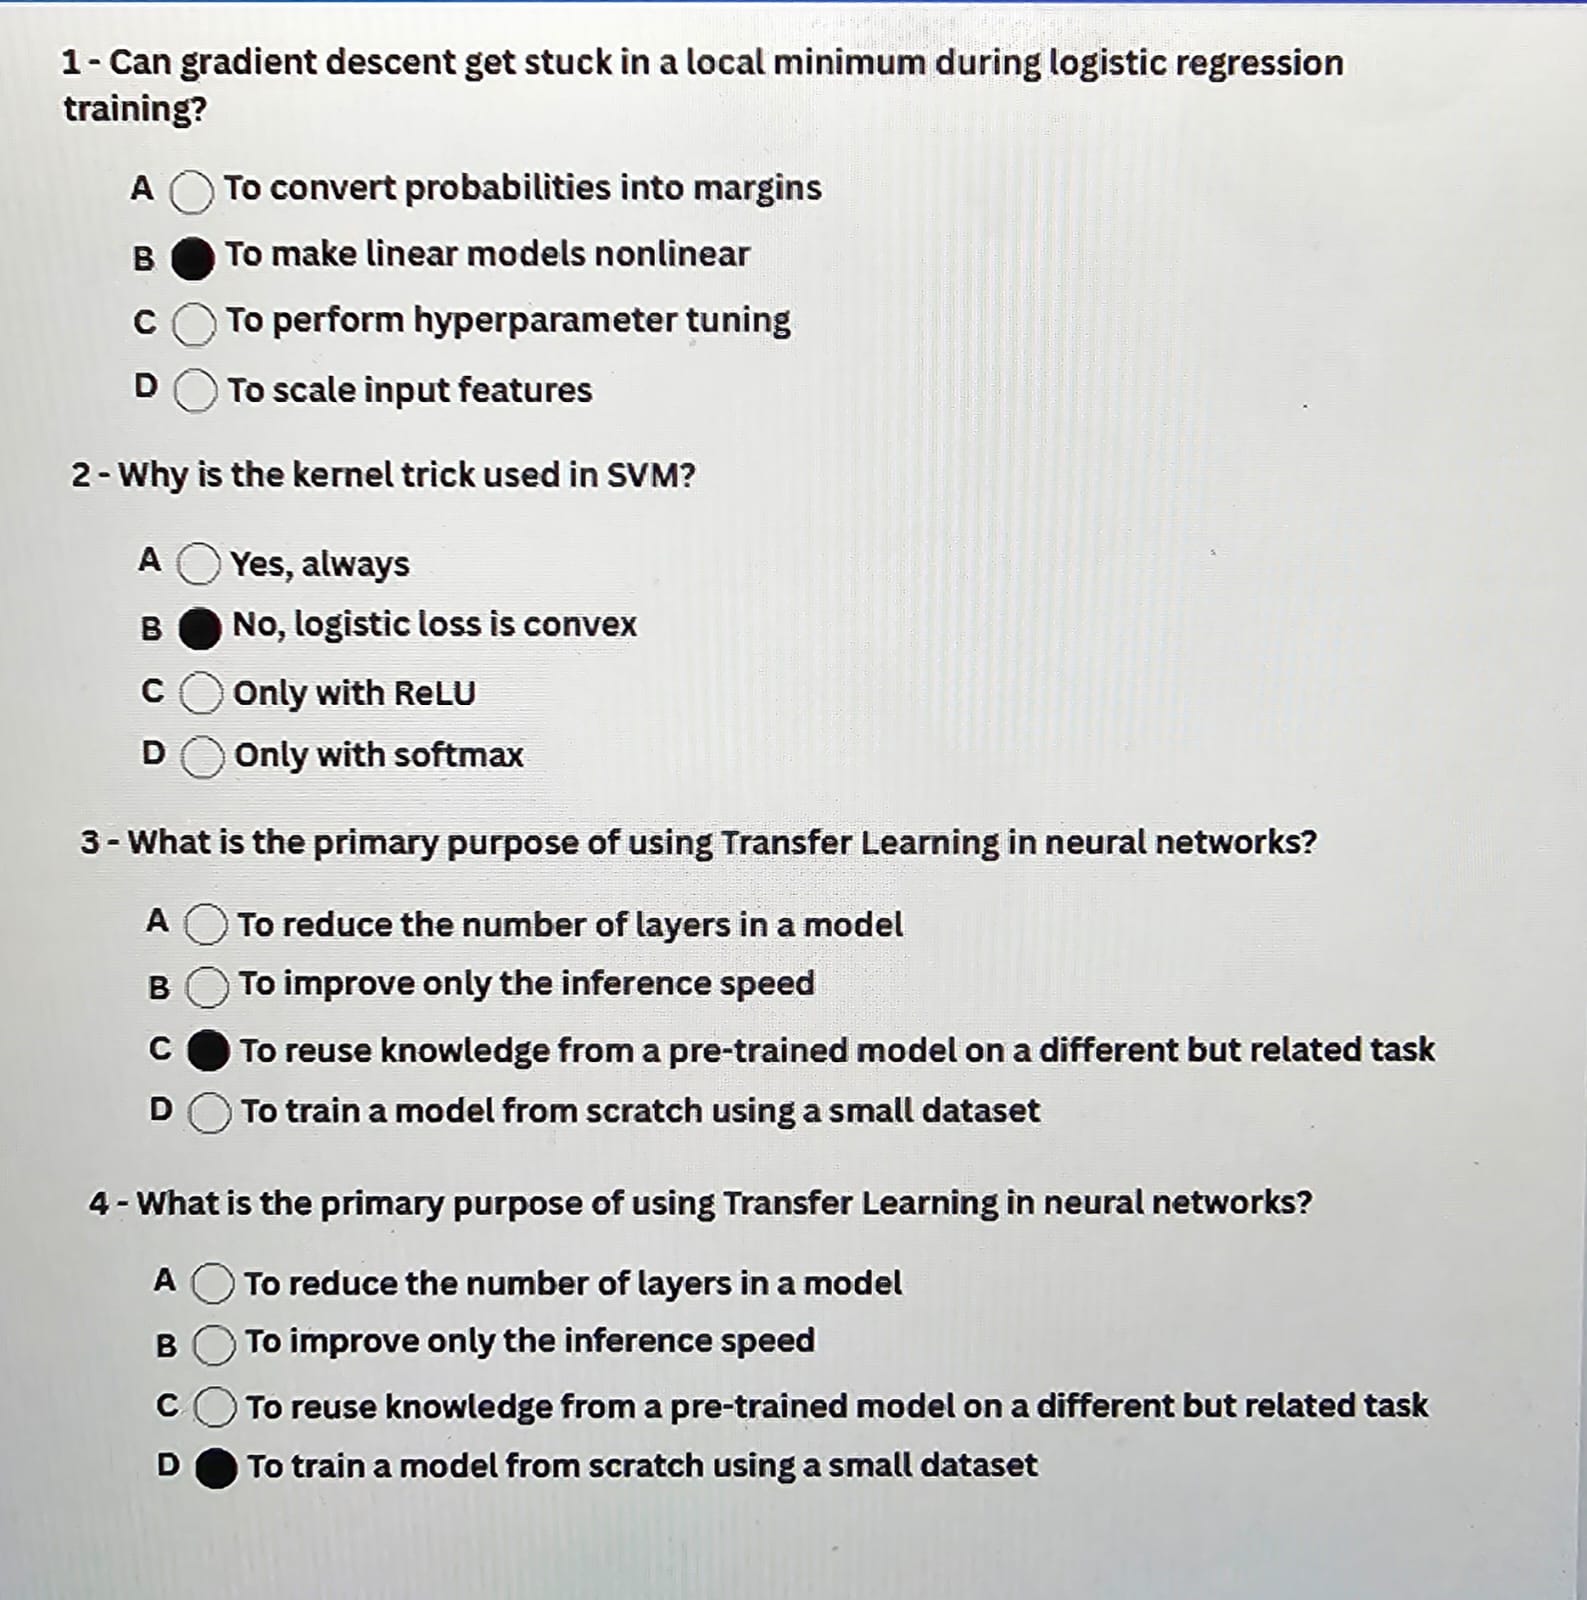 1 - Can gradient descent get stuck in a local minimum during logistic regression
training?
A To convert probabilities into margins
B To make linear models nonlinear
C To perform hyperparameter tuning
D To scale input features
2 - Why is the kernel trick used in SVM?
A Yes, always
B No, logistic loss is convex
C Only with ReLU
D Only with softmax
3 - What is the primary purpose of using Transfer Learning in neural networks?
A To reduce the number of layers in a model
B To improve only the inference speed
C To reuse knowledge from a pre-trained model on a different but related task
D To train a model from scratch using a small dataset
4 - What is the primary purpose of using Transfer Learning in neural networks?
A To reduce the number of layers in a model
B To improve only the inference speed
C To reuse knowledge from a pre-trained model on a different but related task
D To train a model from scratch using a small dataset